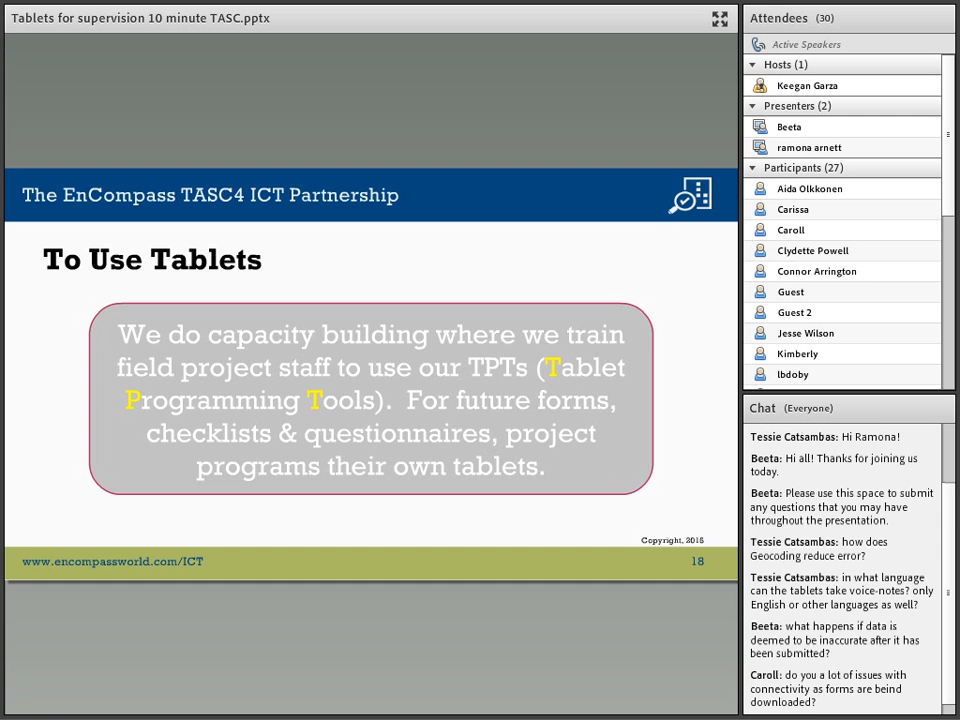 Tablets for supervision 10 minute TASC.pptx
The EnCompass TASC4 ICT Partnership
To Use Tablets
We do capacity building where we train
field project staff to use our TPTs (Tablet
Programming Tools).  For future forms,
checklists & questionnaires, project
programs their own tablets.
Copyright, 2015
www.encompassworld.com/ICT
18
Attendees (30)
Active Speakers
Hosts (1)
Keegan Garza
Presenters (2)
Beeta
ramona arnett
Participants (27)
Aida Olkkonen
Carissa
Caroll
Clydette Powell
Connor Arrington
Guest
Guest 2
Jesse Wilson
Kimberly
lbdoby
Chat (Everyone)
Tessie Catsambas: Hi Ramona!
Beeta: Hi all! Thanks for joining us
today.
Beeta: Please use this space to submit
any questions that you may have
throughout the presentation.
Tessie Catsambas: how does
Geocoding reduce error?
Tessie Catsambas: in what language
can the tablets take voice-notes? only
English or other languages as well?
Beeta: what happens if data is
deemed to be inaccurate after it has
been submitted?
Caroll: do you a lot of issues with
connectivity as forms are beind
downloaded?